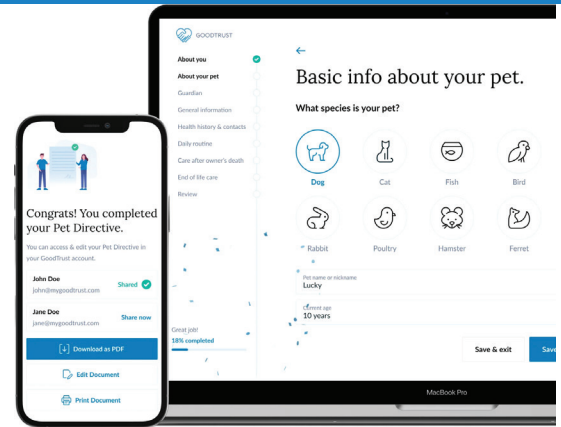 GOODTRUST
About you
About your pet
Guardian
General information
Health history & contacts
Daily routine
Care after owner's death
End of life care
Review
Great job!
18% completed
←
Basic info about your pet.
What species is your pet?
Dog
Cat
Fish
Bird
Rabbit
Poultry
Hamster
Ferret
Pet name or nickname
Lucky
Current age
10 years
Save & exit
Save
MacBook Pro
Congrats! You completed
your Pet Directive.
You can access & edit your Pet Directive in
your GoodTrust account.
John Doe
john@mygoodtrust.com
Shared
Jane Doe
jane@mygoodtrust.com
Share now
Download as PDF
Edit Document
Print Document